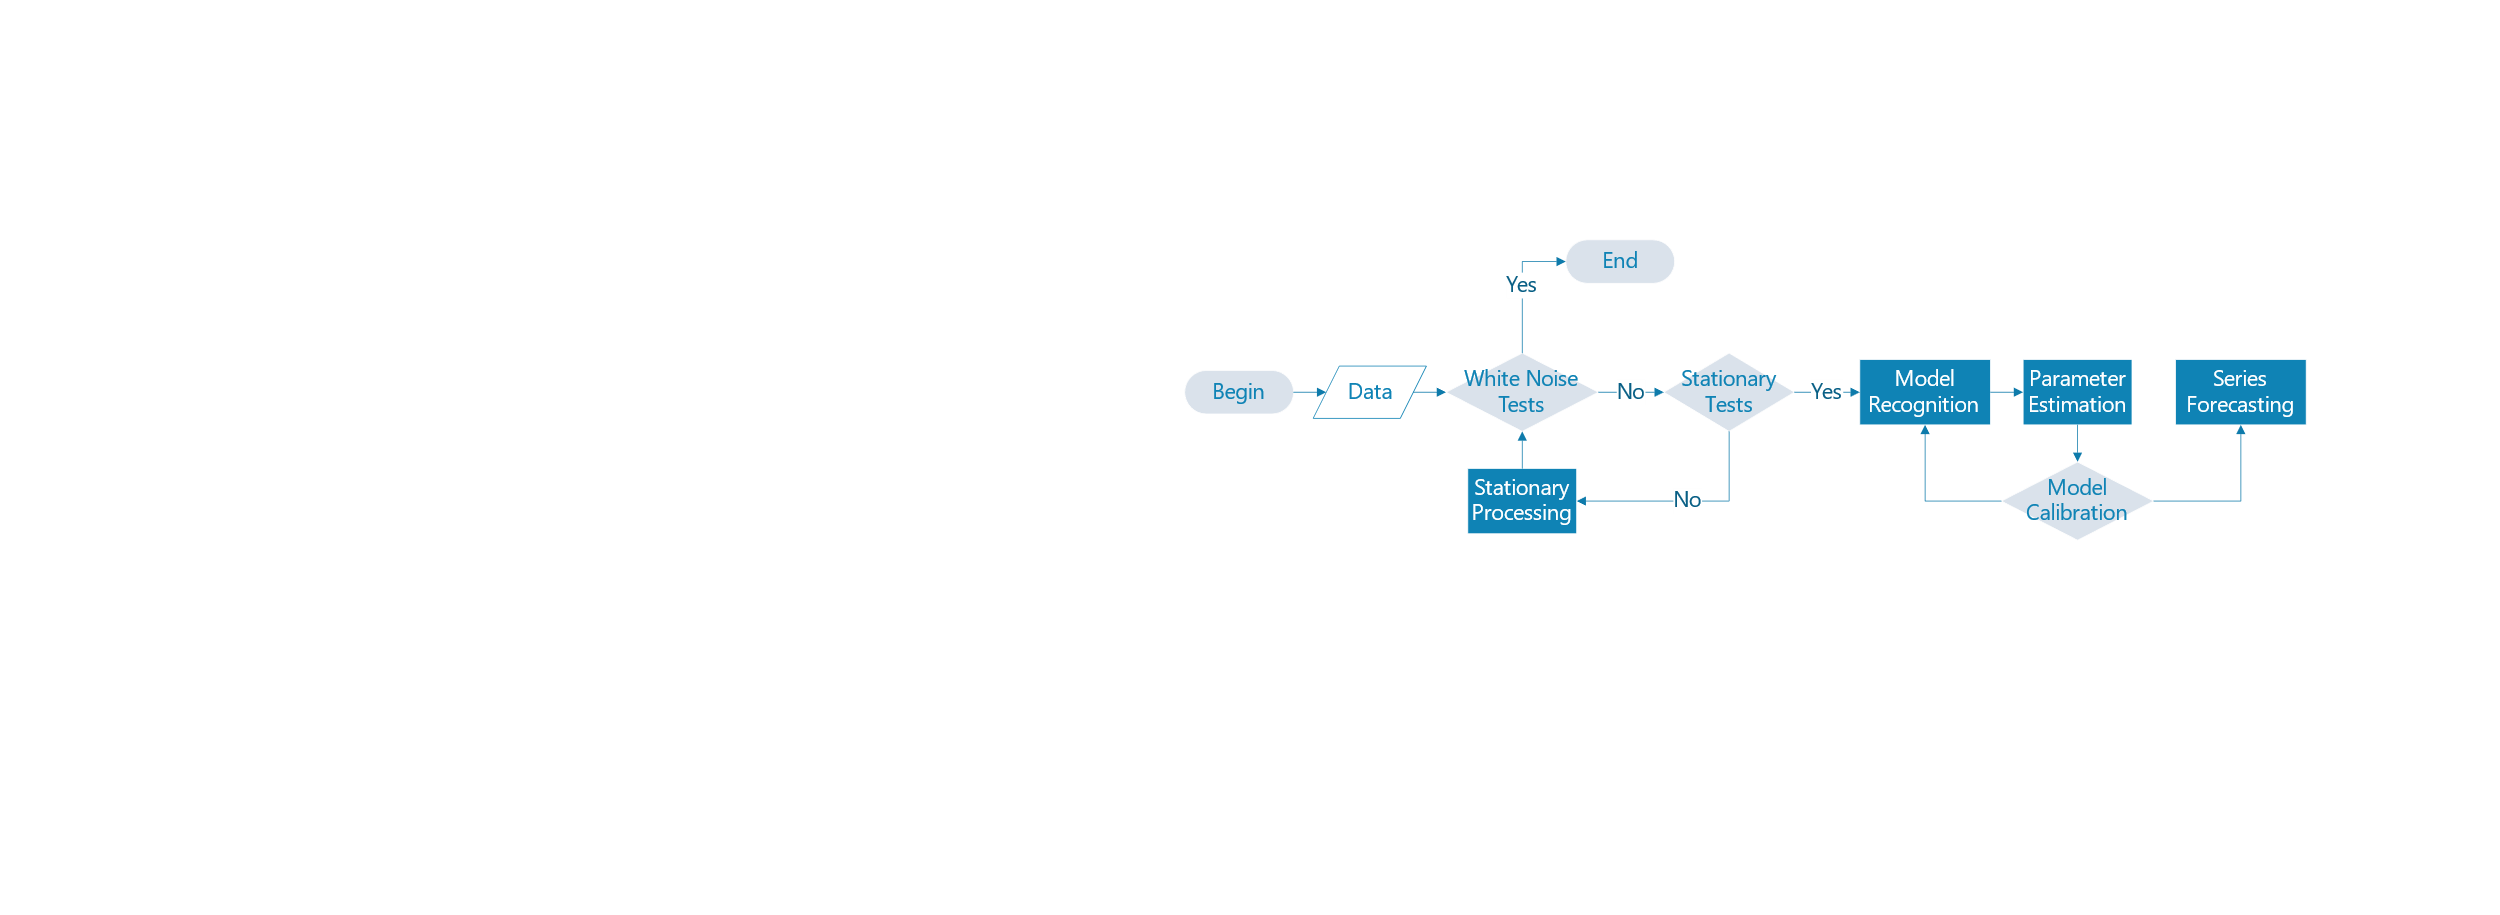 End
Yes
Begin
Data
White Noise
Tests
No
Stationary
Tests
Yes
Model
Recognition
Parameter
Estimation
Series
Forecasting
Stationary
Processing
No
Model
Calibration